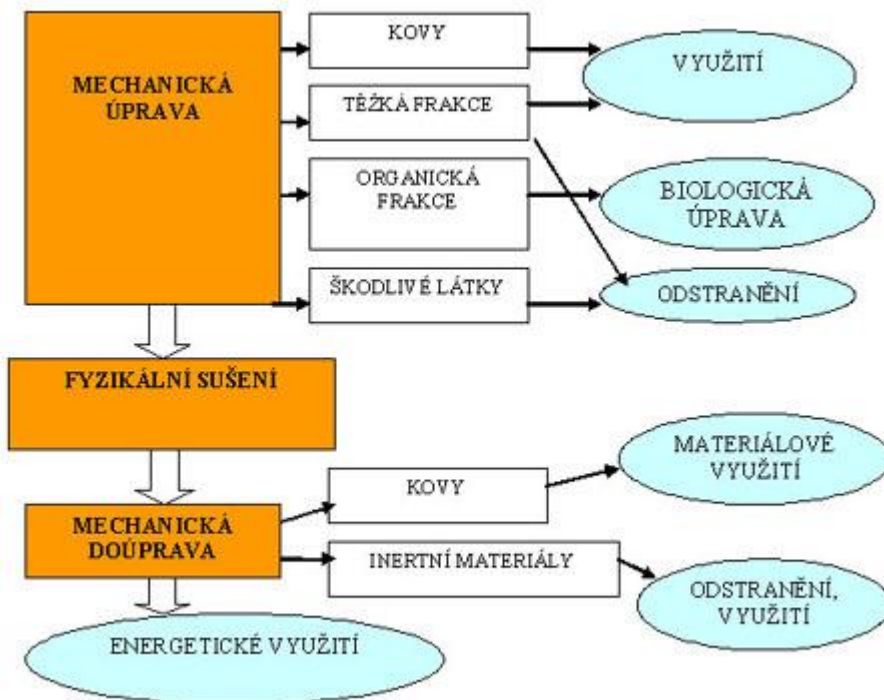 MECHANICKÁ
ÚPRAVA
KOVY
VYUŽITÍ
TĚŽKÁ FRAKCE
ORGANICKÁ
FRAKCE
BIOLOGICKÁ
ÚPRAVA
ŠKODLIVÉ LÁTKY
ODSTRANĚNÍ
FYZIKÁLNÍ SUŠENÍ
MECHANICKÁ
DOÚPRAVA
KOVY
MATERIÁLOVÉ
VYUŽITÍ
INERTNÍ MATERIÁLY
ODSTRANĚNÍ,
VYUŽITÍ
ENERGETICKÉ VYUŽITÍ